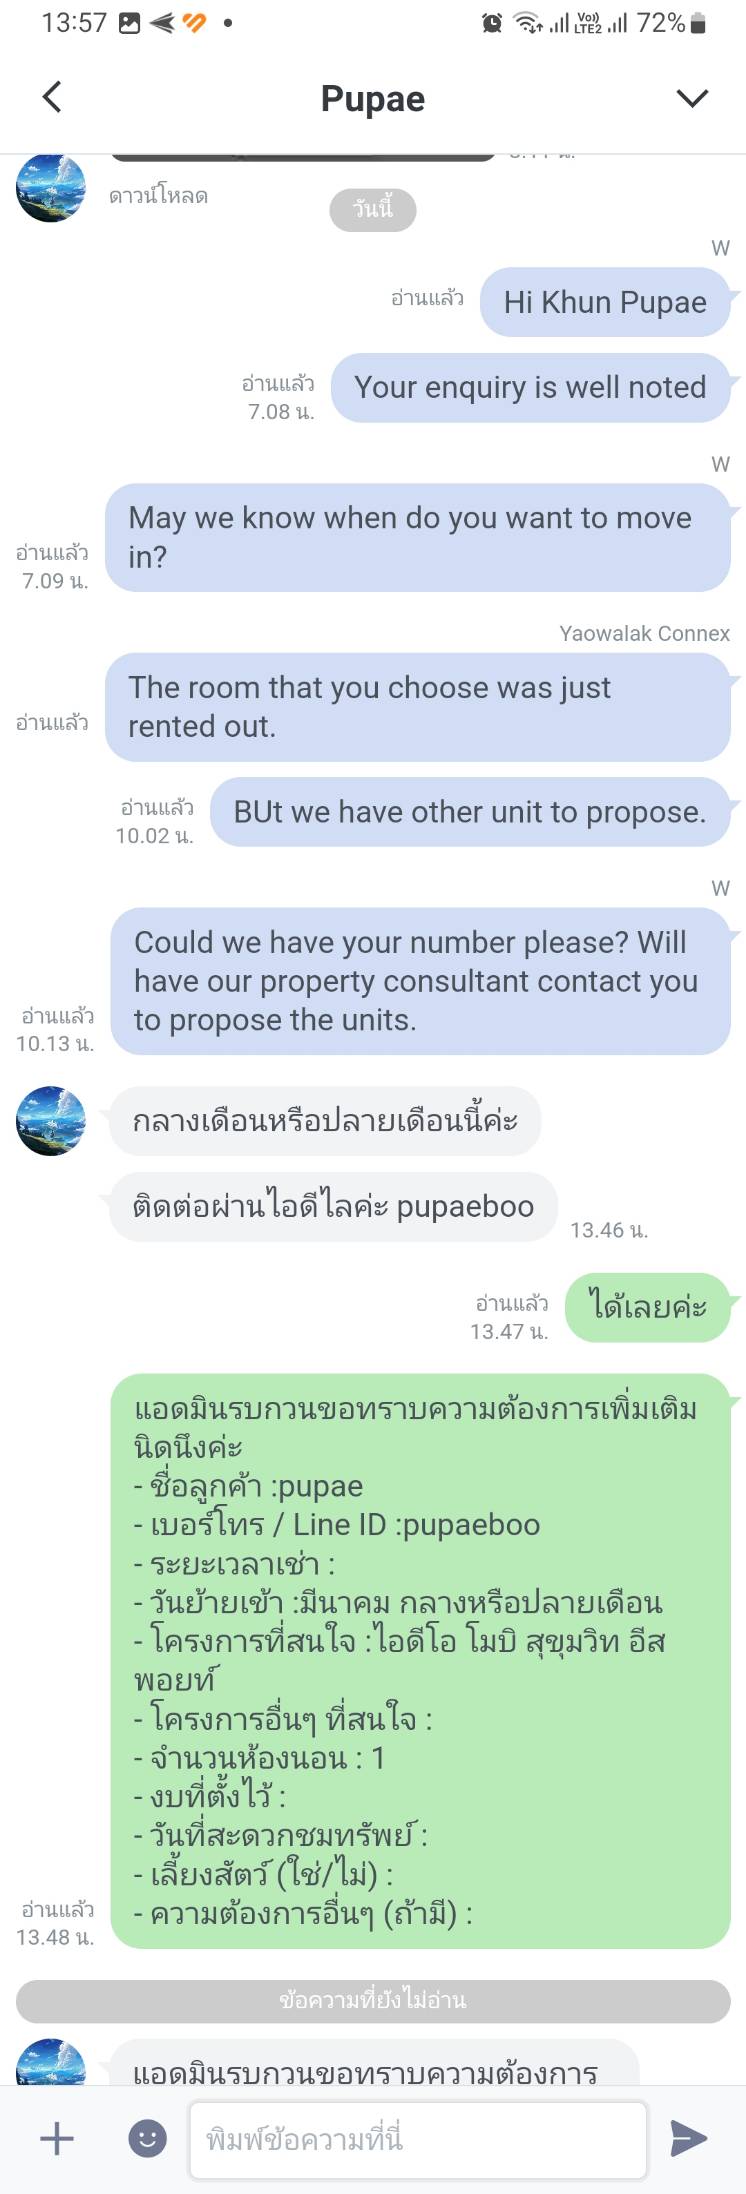 13:57
Vo)) LTE2
72%
Pupae
ดาวน์โหลด
วันนี้
W
อ่านแล้ว
Hi Khun Pupae
อ่านแล้ว
7.08 น.
Your enquiry is well noted
W
May we know when do you want to move
in?
อ่านแล้ว
7.09 น.
Yaowalak Connex
The room that you choose was just
rented out.
อ่านแล้ว
BUt we have other unit to propose.
อ่านแล้ว
10.02 น.
W
Could we have your number please? Will
have our property consultant contact you
to propose the units.
อ่านแล้ว
10.13 น.
กลางเดือนหรือปลายเดือนนี้ค่ะ
ติดต่อผ่านไอดีไลค่ะ pupaeboo
13.46 น.
อ่านแล้ว
13.47 น.
ได้เลยค่ะ
แอดมินรบกวนขอทราบความต้องการเพิ่มเติม
นิดนึงค่ะ
- ชื่อลูกค้า :pupae
- เบอร์โทร / Line ID :pupaeboo
- ระยะเวลาเช่า :
- วันย้ายเข้า :มีนาคม กลางหรือปลายเดือน
- โครงการที่สนใจ :ไอดีโอ โมบิ สุขุมวิท อีส
พอยท์
- โครงการอื่นๆ ที่สนใจ :
- จำนวนห้องนอน : 1
- งบที่ตั้งไว้ :
- วันที่สะดวกชมทรัพย์ :
- เลี้ยงสัตว์ (ใช่/ไม่) :
- ความต้องการอื่นๆ (ถ้ามี) :
อ่านแล้ว
13.48 น.
ข้อความที่ยังไม่อ่าน
แอดมินรบกวนขอทราบความต้องการ
พิมพ์ข้อความที่นี่